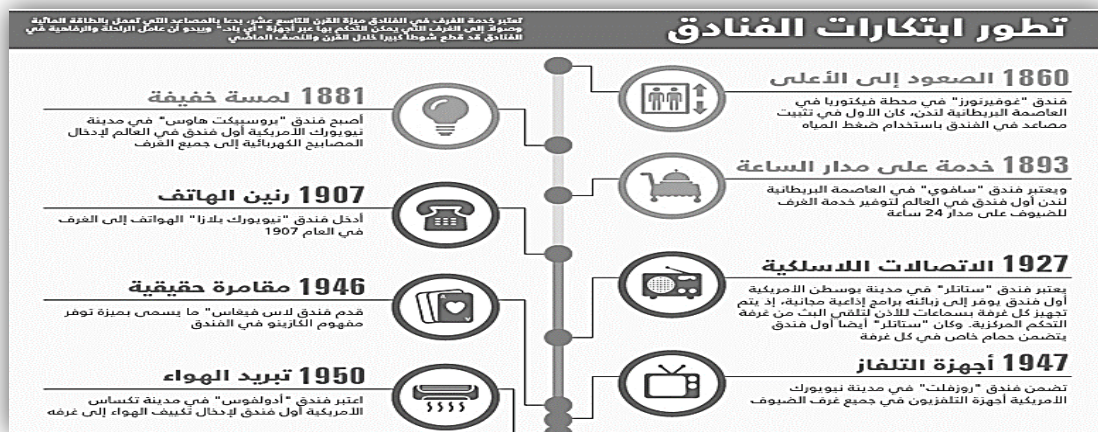 تطور ابتكارات الفنادق
تعتبر خدمة الغرف في الفنادق ميزة القرن التاسع عشر، بدءا بالمصاعد التي تعمل بالطاقة المائية
وصولا إلى الغرف التي يمكن التحكم بها عبر أجهزة "أي باد." ويبدو أن عامل الراحلة والرفاهية في
الفنادق قد قطع شوطا كبيرا خلال القرن والنصف الماضي
1860 الصعود إلى الأعلى
فندق "غوفيرنورز" في محطة فيكتوريا في
العاصمة البريطانية لندن، كان الأول في تثبيت
مصاعد في الفندق باستخدام ضغط المياه
1881 لمسة خفيفة
أصبح فندق "بروسبيكت هاوس" في مدينة
نيويورك الأمريكية أول فندق في العالم لإدخال
المصابيح الكهربائية إلى جميع الغرف
1893 خدمة على مدار الساعة
ويعتبر فندق "سافوي" في العاصمة البريطانية
لندن أول فندق في العالم لتوفير خدمة الغرف
للضيوف على مدار 24 ساعة
1907 رنين الهاتف
أدخل فندق "نيويورك بلازا" الهواتف إلى الغرف
في العام 1907
1927 الاتصالات اللاسلكية
يعتبر فندق "ستاتلر" في مدينة بوسطن الأمريكية
أول فندق يوفر إلى زبائنه برامج إذاعية مجانية، إذ يتم
تجهيز كل غرفة بسماعات للأذن لتلقي البث من غرفة
التحكم المركزية. وكان "ستاتلر" أيضا أول فندق
يتضمن حمام خاص في كل غرفة
1946 مقامرة حقيقية
قدم فندق لاس فيغاس" ما يسمى بميزة توفر
مفهوم الكازينو في الفندق
1947 أجهزة التلفاز
تضمن فندق "روزفلت" في مدينة نيويورك
الأمريكية أجهزة التلفزيون في جميع غرف الضيوف
1950 تبريد الهواء
اعتبر فندق "أدولفوس" في مدينة تكساس
الأمريكية أول فندق لإدخال تكييف الهواء إلى غرفه